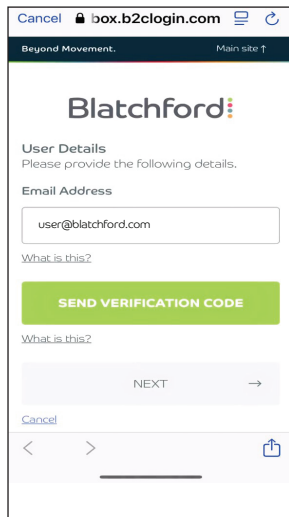 Cancel box.b2clogin.com
Beyond Movement. Main site ↑
Blatchford
User Details
Please provide the following details.
Email Address
user@blatchford.com
What is this?
SEND VERIFICATION CODE
What is this?
NEXT →
Cancel